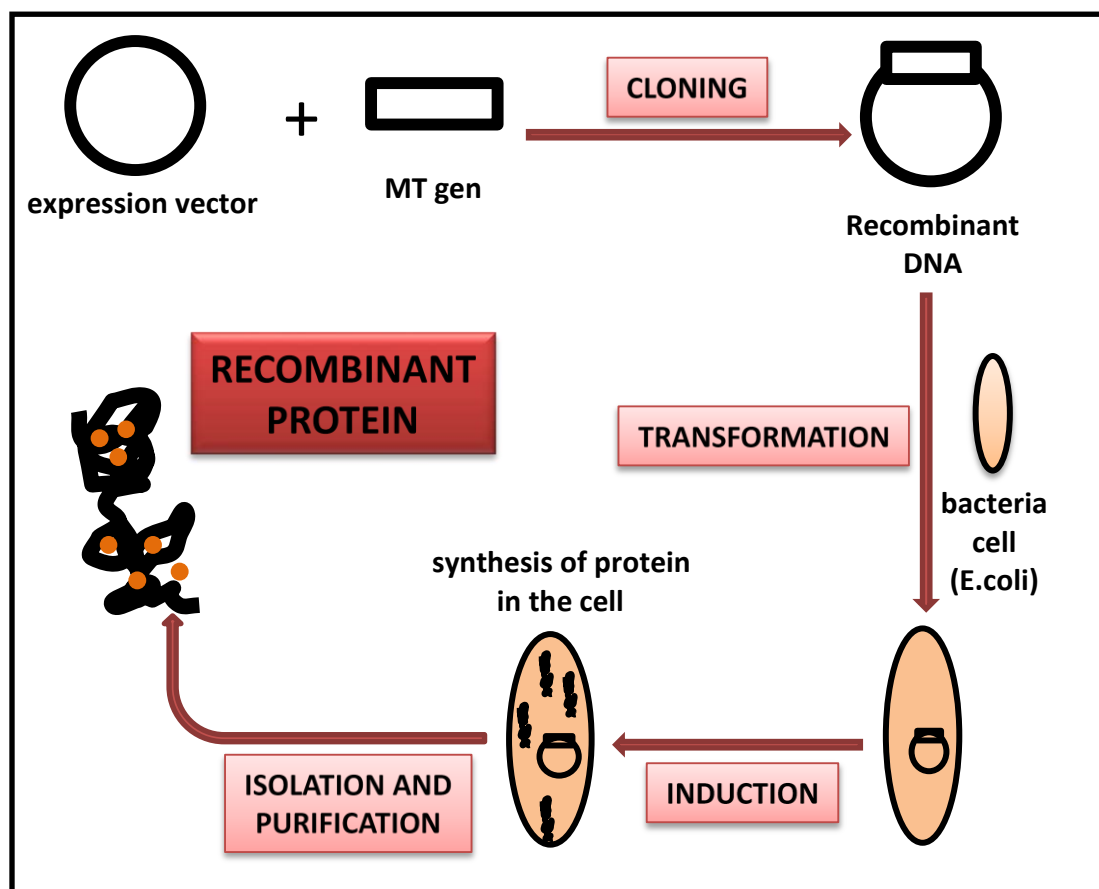 CLONING
+
expression vector
MT gen
Recombinant
DNA
RECOMBINANT
PROTEIN
TRANSFORMATION
bacteria
cell
(E.coli)
synthesis of protein
in the cell
INDUCTION
ISOLATION AND
PURIFICATION